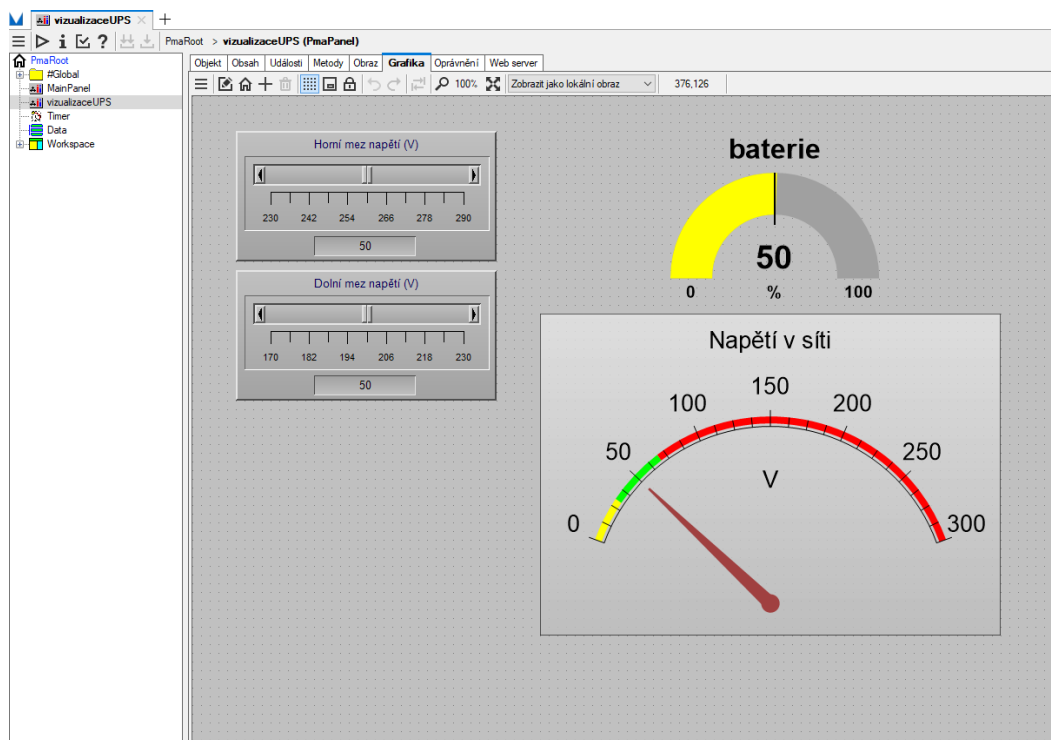 vizualizaceUPS
PmaRoot > vizualizaceUPS (PmaPanel)
PmaRoot
#Global
MainPanel
vizualizaceUPS
Timer
Data
Workspace
Objekt Obsah Události Metody Obraz Grafika Oprávnění Web server
100% Zobrazit jako lokální obraz 376,126
Horní mez napětí (V)
230 242 254 266 278 290
50
Dolní mez napětí (V)
170 182 194 206 218 230
50
baterie
50
0 % 100
Napětí v síti
0 50 100 150 200 250 300
V